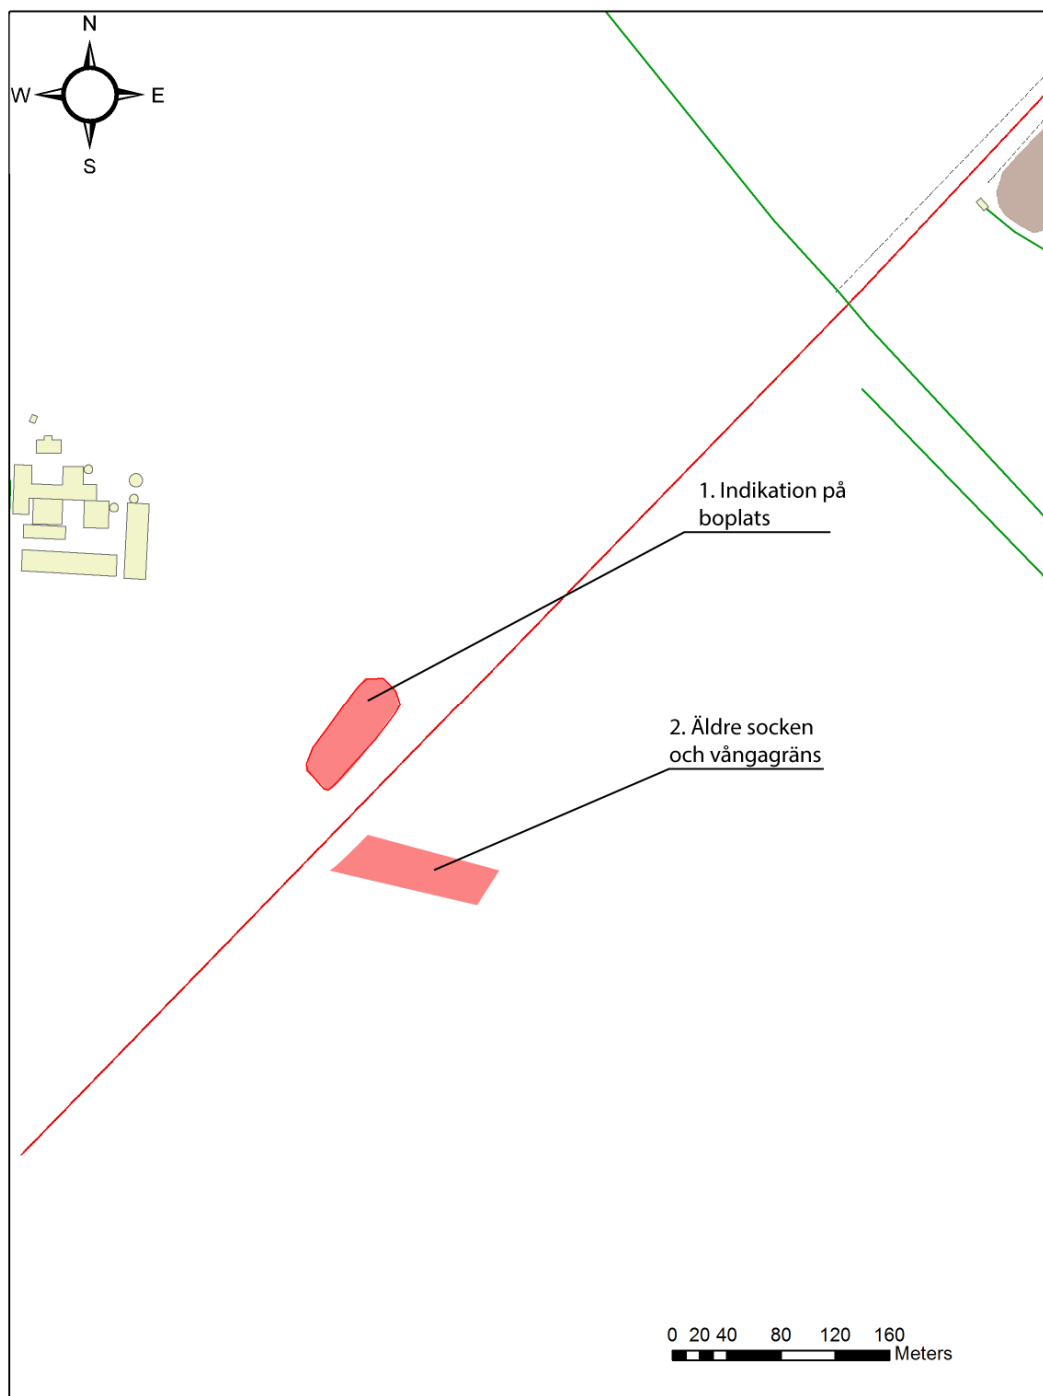 N
W E
S
1. Indikation på
boplats
2. Äldre socken
och vångagräns
0 20 40 80 120 160
Meters